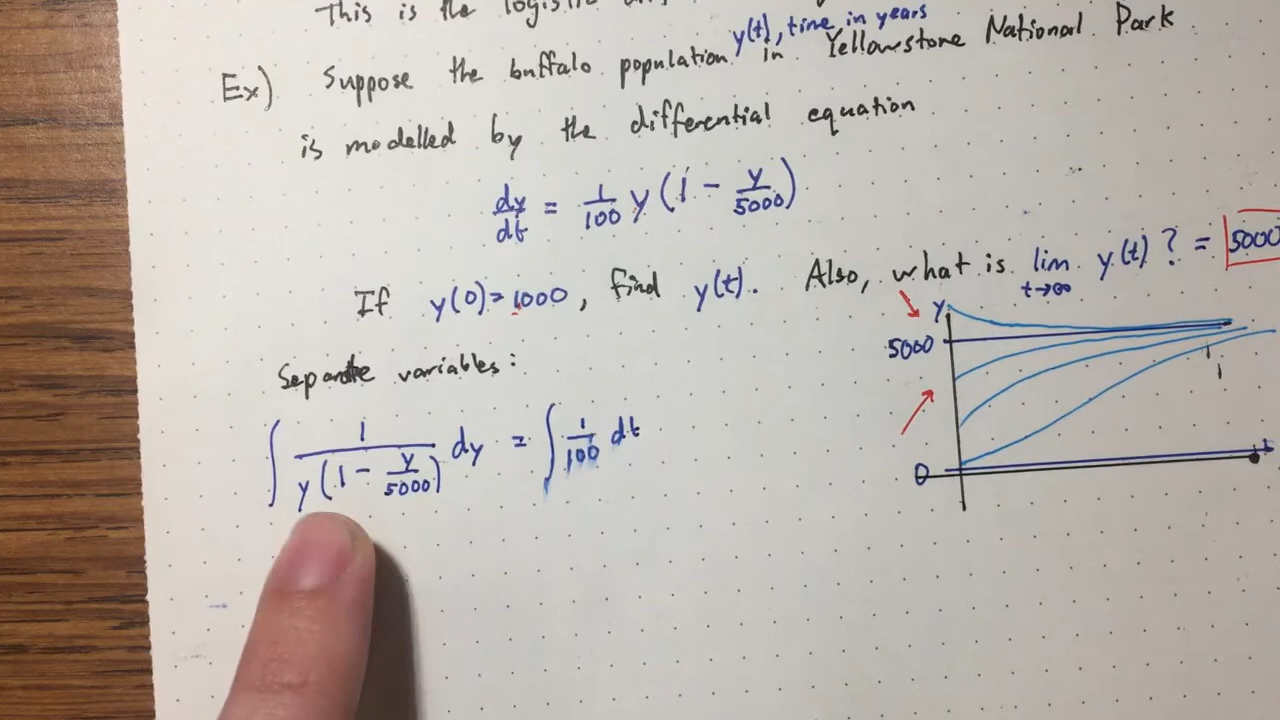 This is the logistic
y(t), time in years
Ex) Suppose the buffalo population in Yellowstone National Park
is modelled by the differential equation
dy/dt = 1/100 y (1 - y/5000)
If y(0)=1000, find y(t). Also, what is lim t→∞ y(t)? = 5000
Separate variables:
∫ 1/(y(1 - y/5000)) dy = ∫ 1/100 dt
y
5000
0
t